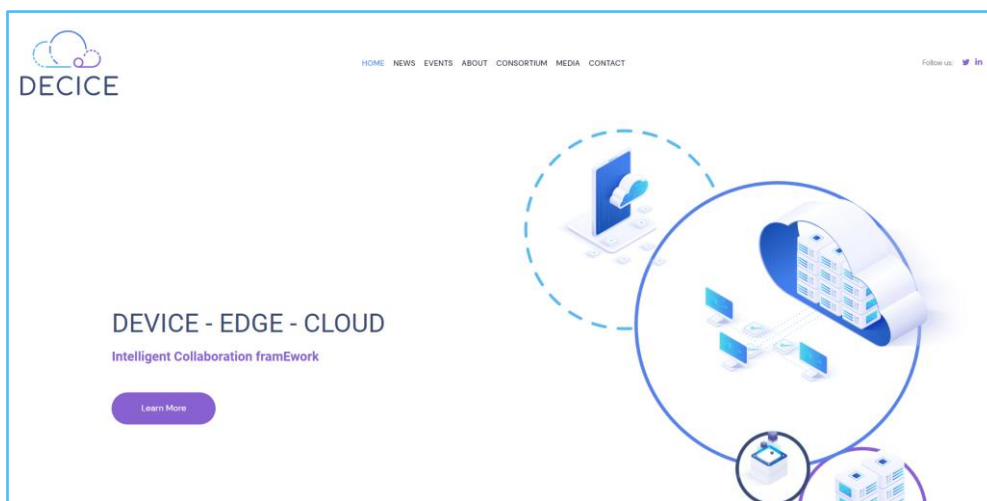 DECICE
HOME NEWS EVENTS ABOUT CONSORTIUM MEDIA CONTACT
Follow us:
DEVICE - EDGE - CLOUD
Intelligent Collaboration framEwork
Learn More